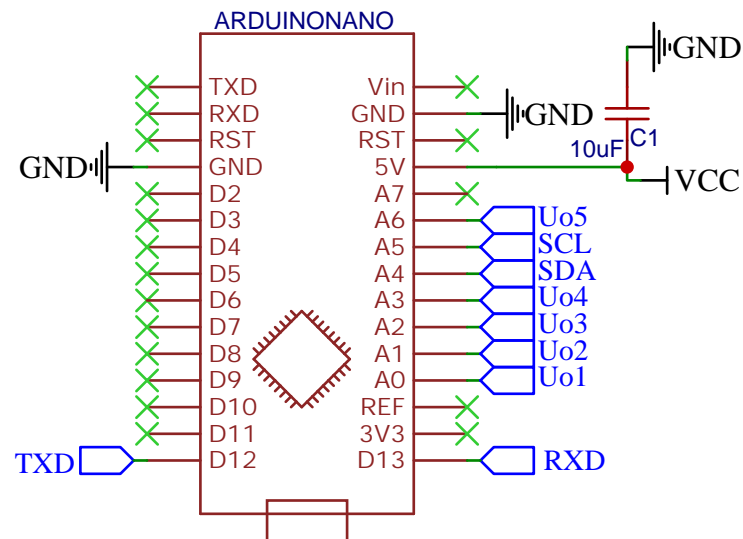 ARDUINONANO
TXD Vin
RXD GND GND
RST RST
GND GND 5V
D2 A7
D3 A6 Uo5
D4 A5 SCL
D5 A4 SDA
D6 A3 Uo4
D7 A2 Uo3
D8 A1 Uo2
D9 A0 Uo1
D10 REF
D11 3V3
TXD D12 D13 RXD
GND
C1
10uF
VCC